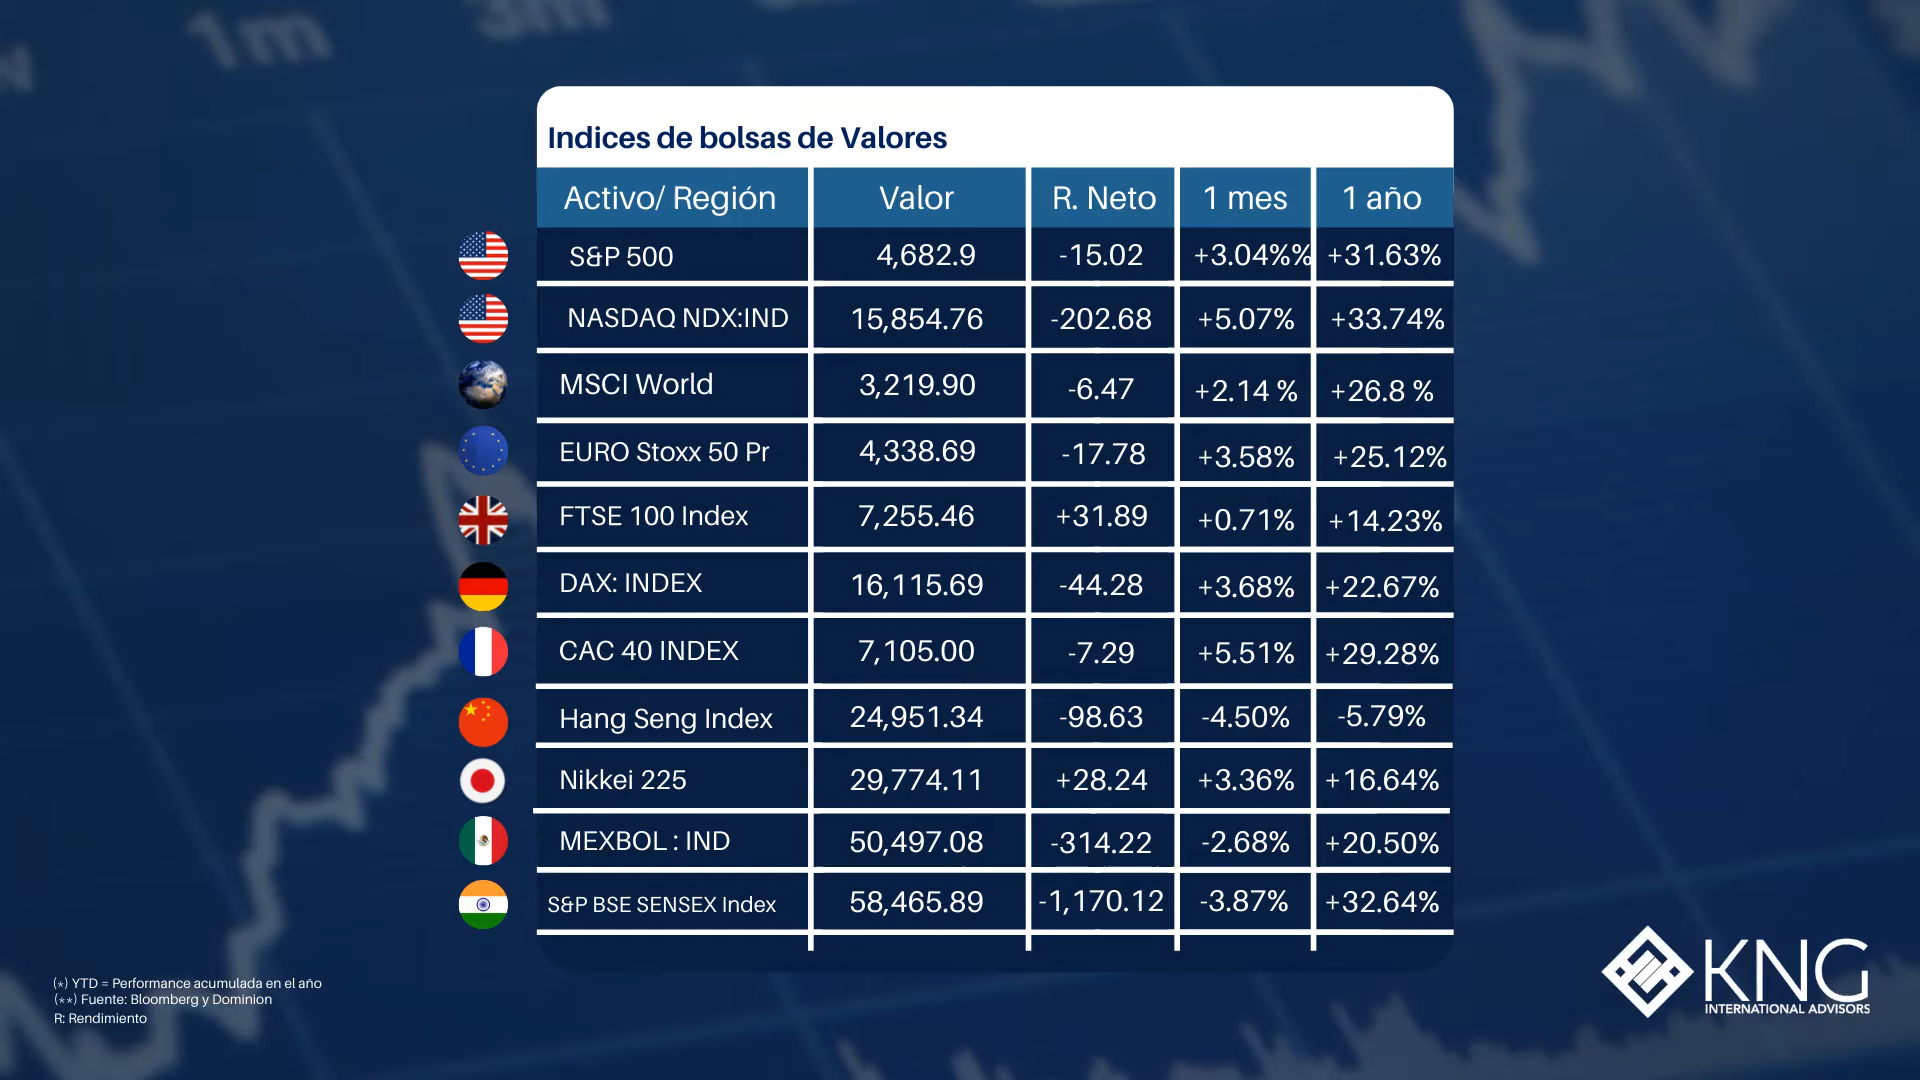 1m
3m
Indices de bolsas de Valores
Activo/ Región Valor R. Neto 1 mes 1 año
S&P 500 4,682.9 -15.02 +3.04%% +31.63%
NASDAQ NDX:IND 15,854.76 -202.68 +5.07% +33.74%
MSCI World 3,219.90 -6.47 +2.14 % +26.8 %
EURO Stoxx 50 Pr 4,338.69 -17.78 +3.58% +25.12%
FTSE 100 Index 7,255.46 +31.89 +0.71% +14.23%
DAX: INDEX 16,115.69 -44.28 +3.68% +22.67%
CAC 40 INDEX 7,105.00 -7.29 +5.51% +29.28%
Hang Seng Index 24,951.34 -98.63 -4.50% -5.79%
Nikkei 225 29,774.11 +28.24 +3.36% +16.64%
MEXBOL : IND 50,497.08 -314.22 -2.68% +20.50%
S&P BSE SENSEX Index 58,465.89 -1,170.12 -3.87% +32.64%
(*) YTD = Performance acumulada en el año
(**) Fuente: Bloomberg y Dominion
R: Rendimiento
KNG
INTERNATIONAL ADVISORS